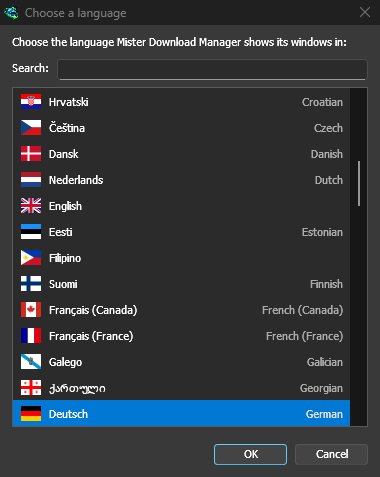 Choose a language
Choose the language Mister Download Manager shows its windows in:
Search:
Hrvatski Croatian
Čeština Czech
Dansk Danish
Nederlands Dutch
English
Eesti Estonian
Filipino
Suomi Finnish
Français (Canada) French (Canada)
Français (France) French (France)
Galego Galician
ქართული Georgian
Deutsch German
OK Cancel